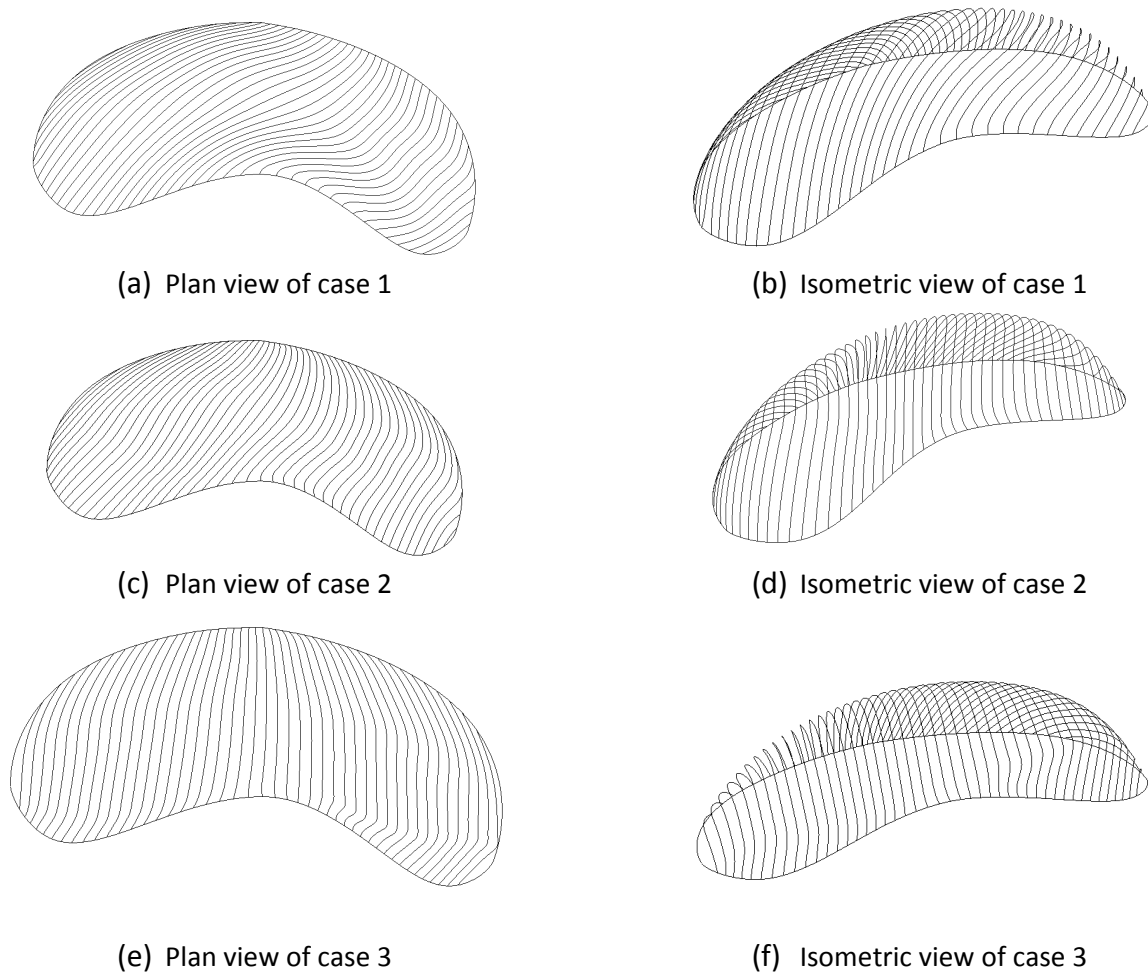 (a) Plan view of case 1
(b) Isometric view of case 1
(c) Plan view of case 2
(d) Isometric view of case 2
(e) Plan view of case 3
(f) Isometric view of case 3